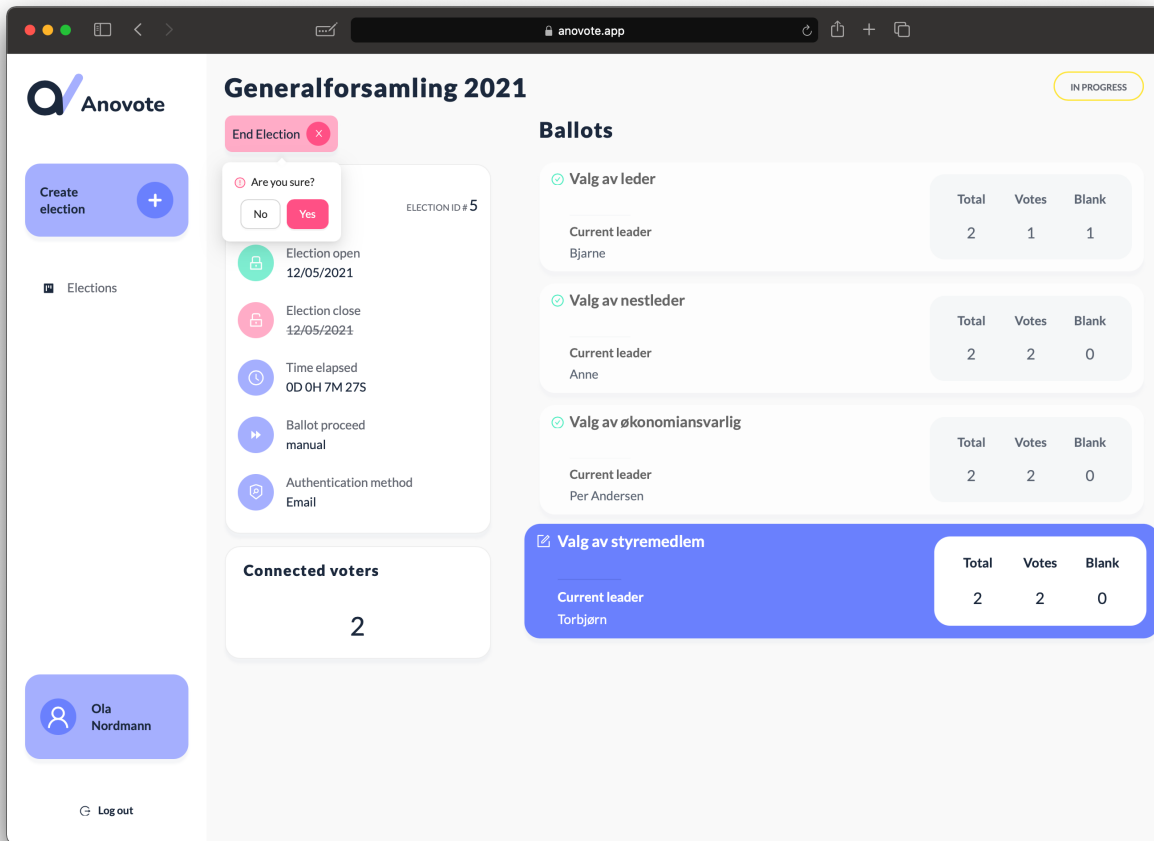 anovote.app
Anovote
Generalforsamling 2021
IN PROGRESS
End Election
Are you sure?
No
Yes
ELECTION ID # 5
Create
election
Elections
Election open
12/05/2021
Election close
12/05/2021
Time elapsed
0D 0H 7M 27S
Ballot proceed
manual
Authentication method
Email
Connected voters
2
Ballots
Valg av leder
Current leader
Bjarne
Total Votes Blank
2 1 1
Valg av nestleder
Current leader
Anne
Total Votes Blank
2 2 0
Valg av økonomiansvarlig
Current leader
Per Andersen
Total Votes Blank
2 2 0
Valg av styremedlem
Current leader
Torbjørn
Total Votes Blank
2 2 0
Ola
Nordmann
Log out